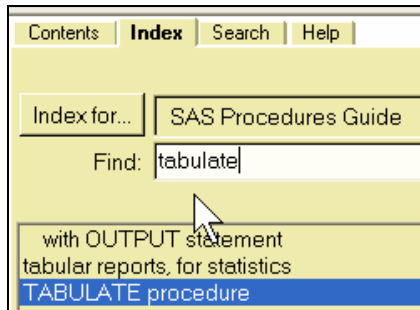 Contents Index Search Help
Index for... SAS Procedures Guide
Find: tabulate
with OUTPUT statement
tabular reports, for statistics
TABULATE procedure